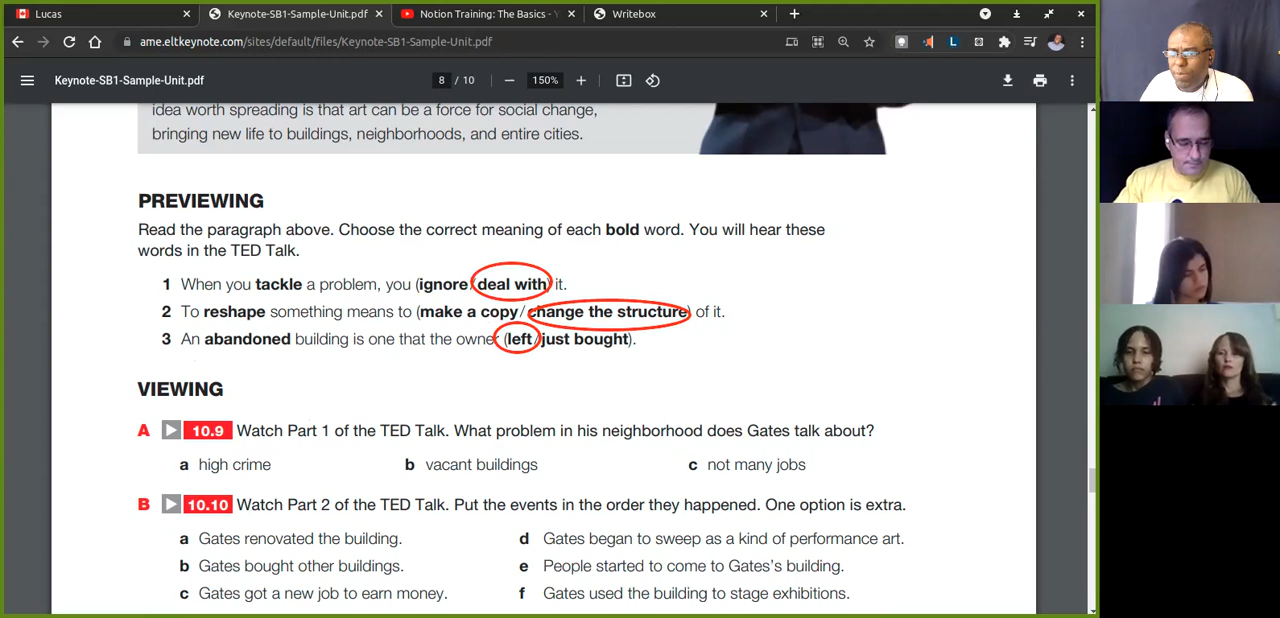 Lucas
Keynote-SB1-Sample-Unit.pdf
Notion Training: The Basics - Y
Writebox
ame.eltkeynote.com/sites/default/files/Keynote-SB1-Sample-Unit.pdf
L
Keynote-SB1-Sample-Unit.pdf
8 / 10
150%
idea worth spreading is that art can be a force for social change,
bringing new life to buildings, neighborhoods, and entire cities.
PREVIEWING
Read the paragraph above. Choose the correct meaning of each bold word. You will hear these
words in the TED Talk.
1 When you tackle a problem, you (ignore/deal with) it.
2 To reshape something means to (make a copy/change the structure) of it.
3 An abandoned building is one that the owner (left/just bought).
VIEWING
A 10.9 Watch Part 1 of the TED Talk. What problem in his neighborhood does Gates talk about?
a high crime b vacant buildings c not many jobs
B 10.10 Watch Part 2 of the TED Talk. Put the events in the order they happened. One option is extra.
a Gates renovated the building. d Gates began to sweep as a kind of performance art.
b Gates bought other buildings. e People started to come to Gates's building.
c Gates got a new job to earn money. f Gates used the building to stage exhibitions.